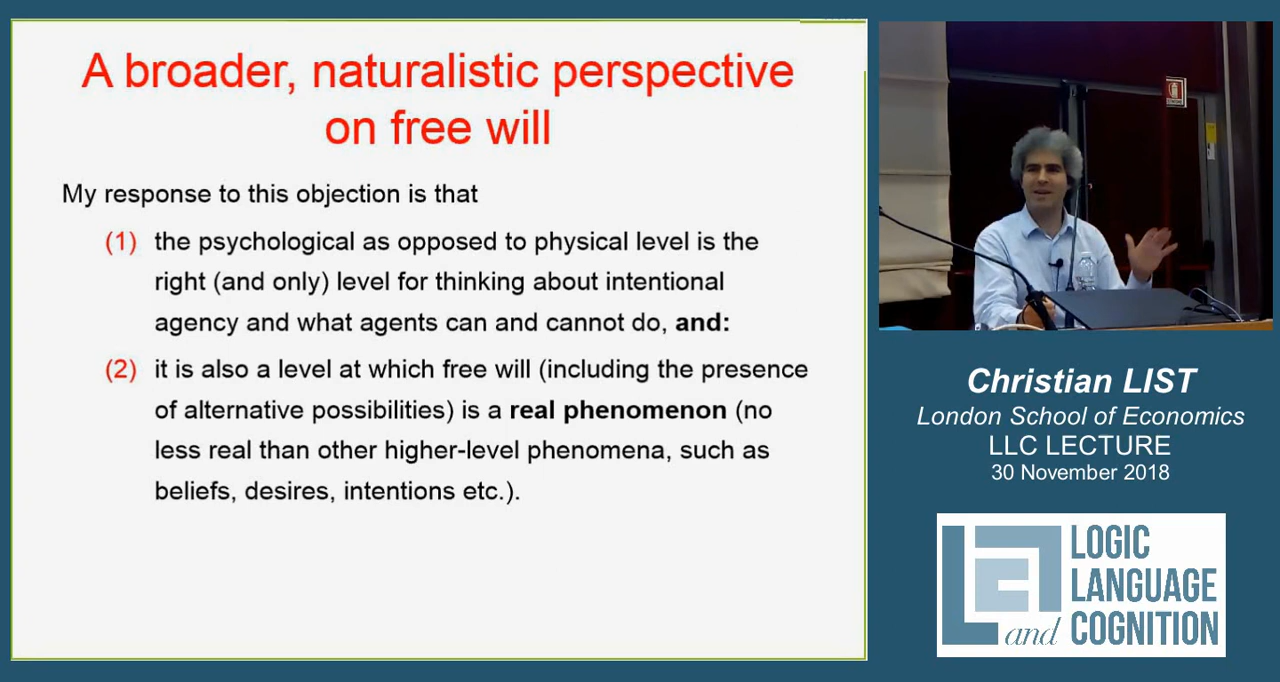 A broader, naturalistic perspective
on free will
My response to this objection is that
(1) the psychological as opposed to physical level is the
right (and only) level for thinking about intentional
agency and what agents can and cannot do, and:
(2) it is also a level at which free will (including the presence
of alternative possibilities) is a real phenomenon (no
less real than other higher-level phenomena, such as
beliefs, desires, intentions etc.).
Christian LIST
London School of Economics
LLC LECTURE
30 November 2018
LOGIC
LANGUAGE
and COGNITION